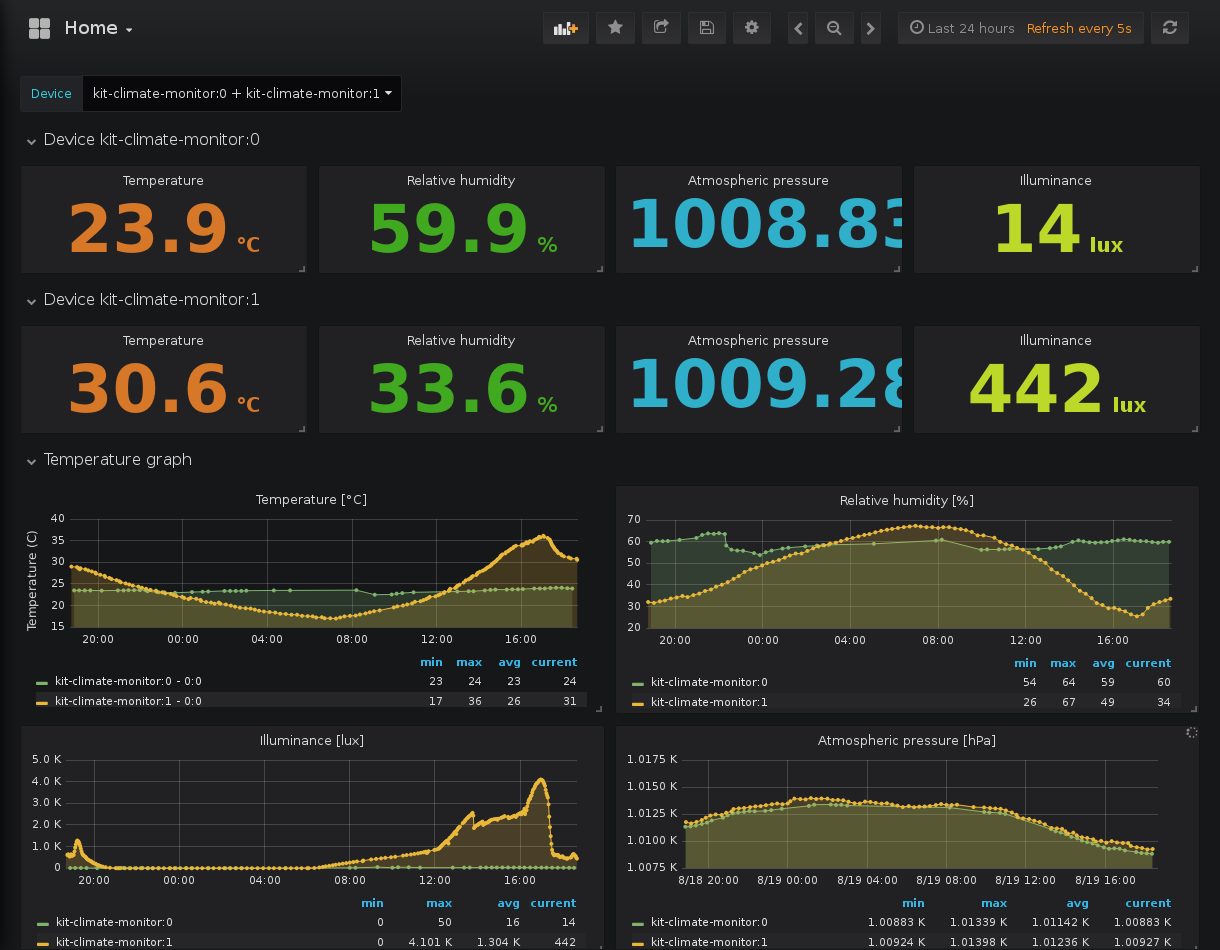 Home
Last 24 hours Refresh every 5s
Device kit-climate-monitor:0 + kit-climate-monitor:1
Device kit-climate-monitor:0
Temperature Relative humidity Atmospheric pressure Illuminance
23.9 °C 59.9 % 1008.83 14 lux
Device kit-climate-monitor:1
Temperature Relative humidity Atmospheric pressure Illuminance
30.6 °C 33.6 % 1009.28 442 lux
Temperature graph
Temperature [°C]
Temperature (C)
40
35
30
25
20
15
20:00 00:00 04:00 08:00 12:00 16:00
min max avg current
kit-climate-monitor:0 - 0:0 23 24 23 24
kit-climate-monitor:1 - 0:0 17 36 26 31
Relative humidity [%]
70
60
50
40
30
20
20:00 00:00 04:00 08:00 12:00 16:00
min max avg current
kit-climate-monitor:0 54 64 59 60
kit-climate-monitor:1 26 67 49 34
Illuminance [lux]
5.0 K
4.0 K
3.0 K
2.0 K
1.0 K
0
20:00 00:00 04:00 08:00 12:00 16:00
min max avg current
kit-climate-monitor:0 0 50 16 14
kit-climate-monitor:1 0 4.101 K 1.304 K 442
Atmospheric pressure [hPa]
1.0175 K
1.0150 K
1.0125 K
1.0100 K
1.0075 K
8/18 20:00 8/19 00:00 8/19 04:00 8/19 08:00 8/19 12:00 8/19 16:00
min max avg current
kit-climate-monitor:0 1.00883 K 1.01339 K 1.01142 K 1.00883 K
kit-climate-monitor:1 1.00924 K 1.01398 K 1.01236 K 1.00927 K